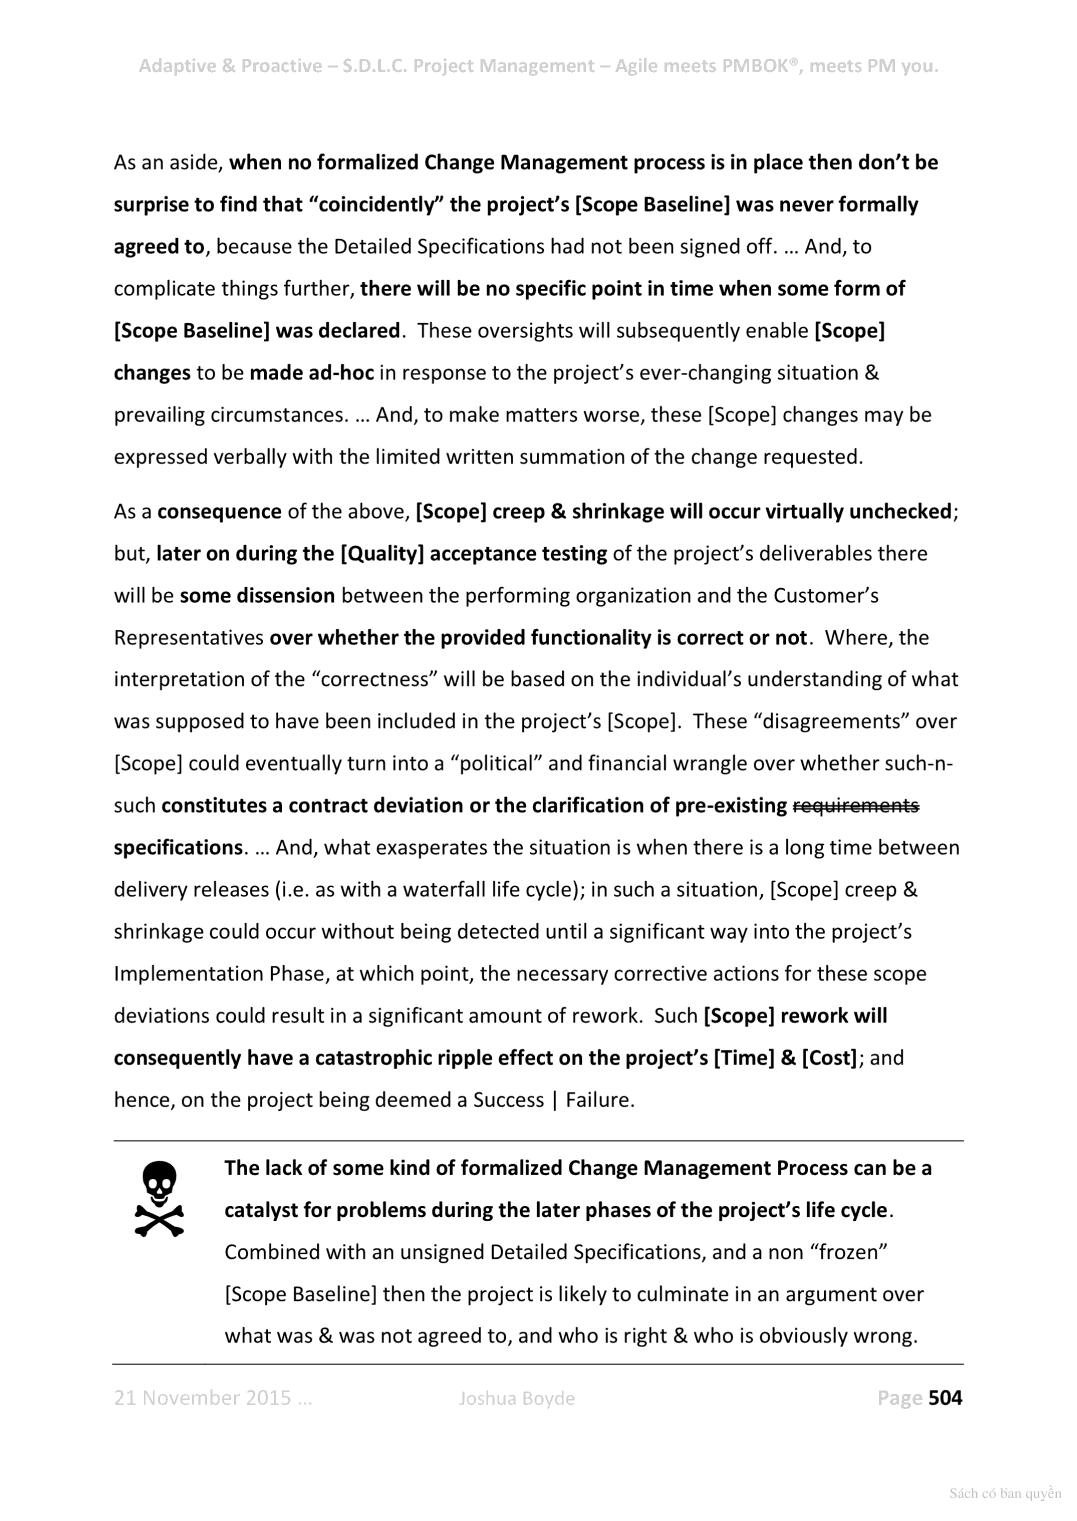 Adaptive & Proactive – S.D.L.C. Project Management – Agile meets PMBOK®, meets PM you.
As an aside, when no formalized Change Management process is in place then don’t be
surprise to find that “coincidently” the project’s [Scope Baseline] was never formally
agreed to, because the Detailed Specifications had not been signed off. … And, to
complicate things further, there will be no specific point in time when some form of
[Scope Baseline] was declared.  These oversights will subsequently enable [Scope]
changes to be made ad-hoc in response to the project’s ever-changing situation &
prevailing circumstances. … And, to make matters worse, these [Scope] changes may be
expressed verbally with the limited written summation of the change requested.
As a consequence of the above, [Scope] creep & shrinkage will occur virtually unchecked;
but, later on during the [Quality] acceptance testing of the project’s deliverables there
will be some dissension between the performing organization and the Customer’s
Representatives over whether the provided functionality is correct or not.  Where, the
interpretation of the “correctness” will be based on the individual’s understanding of what
was supposed to have been included in the project’s [Scope].  These “disagreements” over
[Scope] could eventually turn into a “political” and financial wrangle over whether such-n-
such constitutes a contract deviation or the clarification of pre-existing requirements
specifications. … And, what exasperates the situation is when there is a long time between
delivery releases (i.e. as with a waterfall life cycle); in such a situation, [Scope] creep &
shrinkage could occur without being detected until a significant way into the project’s
Implementation Phase, at which point, the necessary corrective actions for these scope
deviations could result in a significant amount of rework.  Such [Scope] rework will
consequently have a catastrophic ripple effect on the project’s [Time] & [Cost]; and
hence, on the project being deemed a Success | Failure.
The lack of some kind of formalized Change Management Process can be a
catalyst for problems during the later phases of the project’s life cycle.
Combined with an unsigned Detailed Specifications, and a non “frozen”
[Scope Baseline] then the project is likely to culminate in an argument over
what was & was not agreed to, and who is right & who is obviously wrong.
21 November 2015 … Joshua Boyde Page 504
Sách có bản quyền